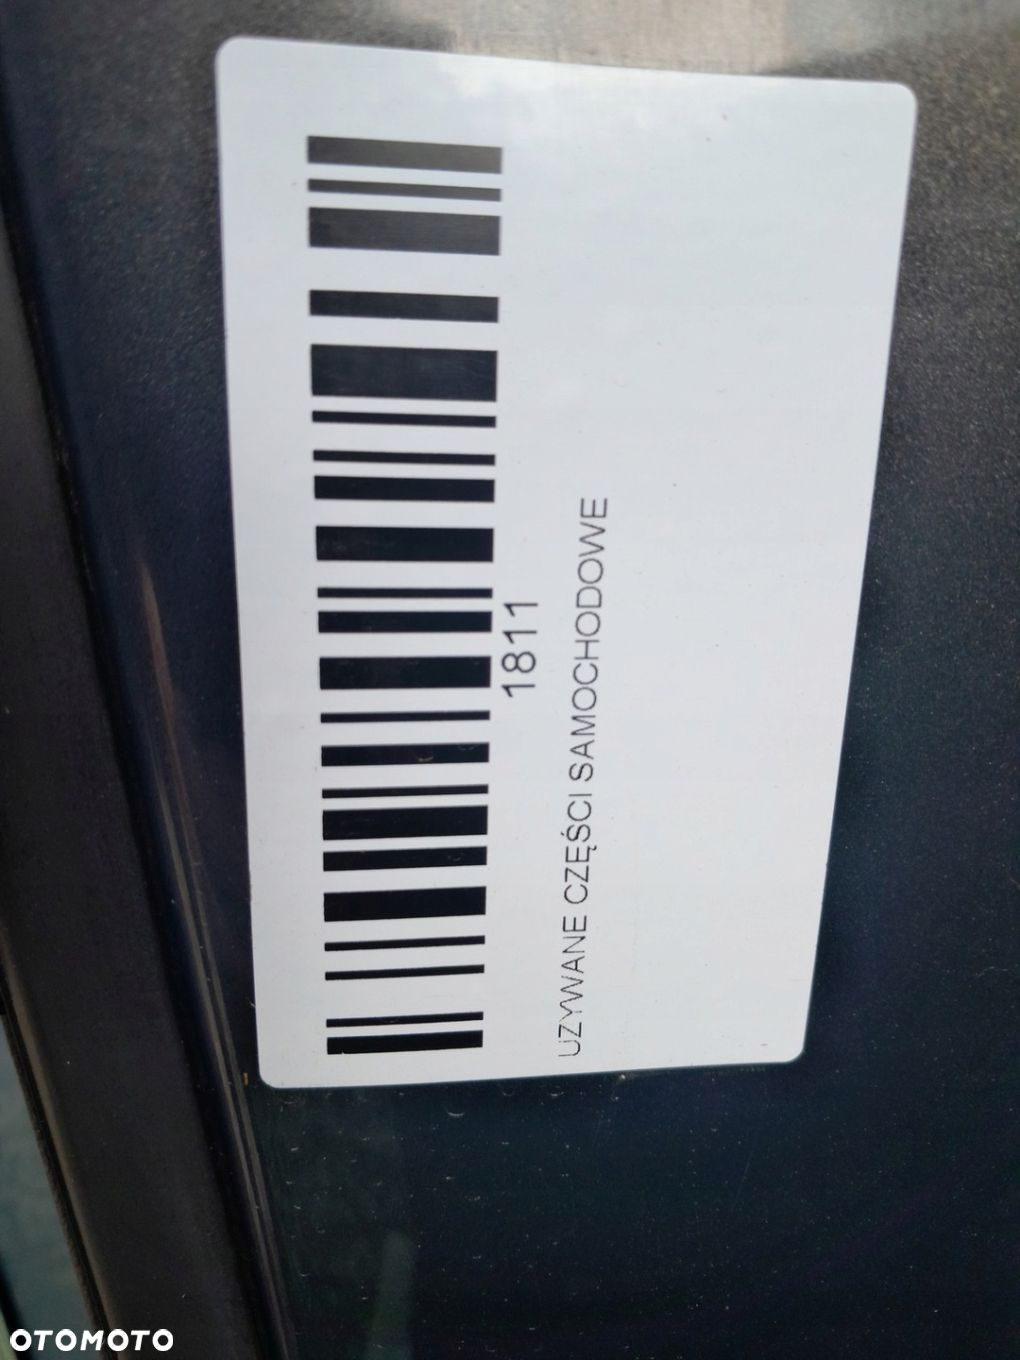 1811
UZYWANE CZĘŚCI SAMOCHODOWE
OTOMOTO